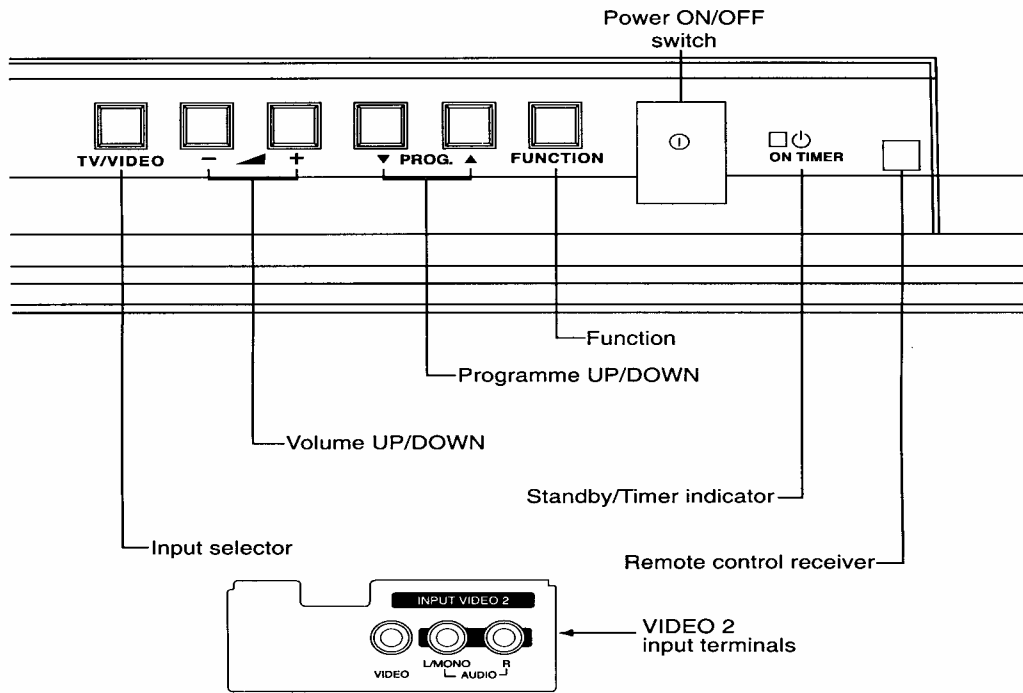 Power ON/OFF
switch
TV/VIDEO
− +
▼ PROG. ▲
FUNCTION
ON TIMER
Function
Programme UP/DOWN
Volume UP/DOWN
Standby/Timer indicator
Input selector
Remote control receiver
INPUT VIDEO 2
VIDEO
L/MONO R
AUDIO
VIDEO 2
input terminals